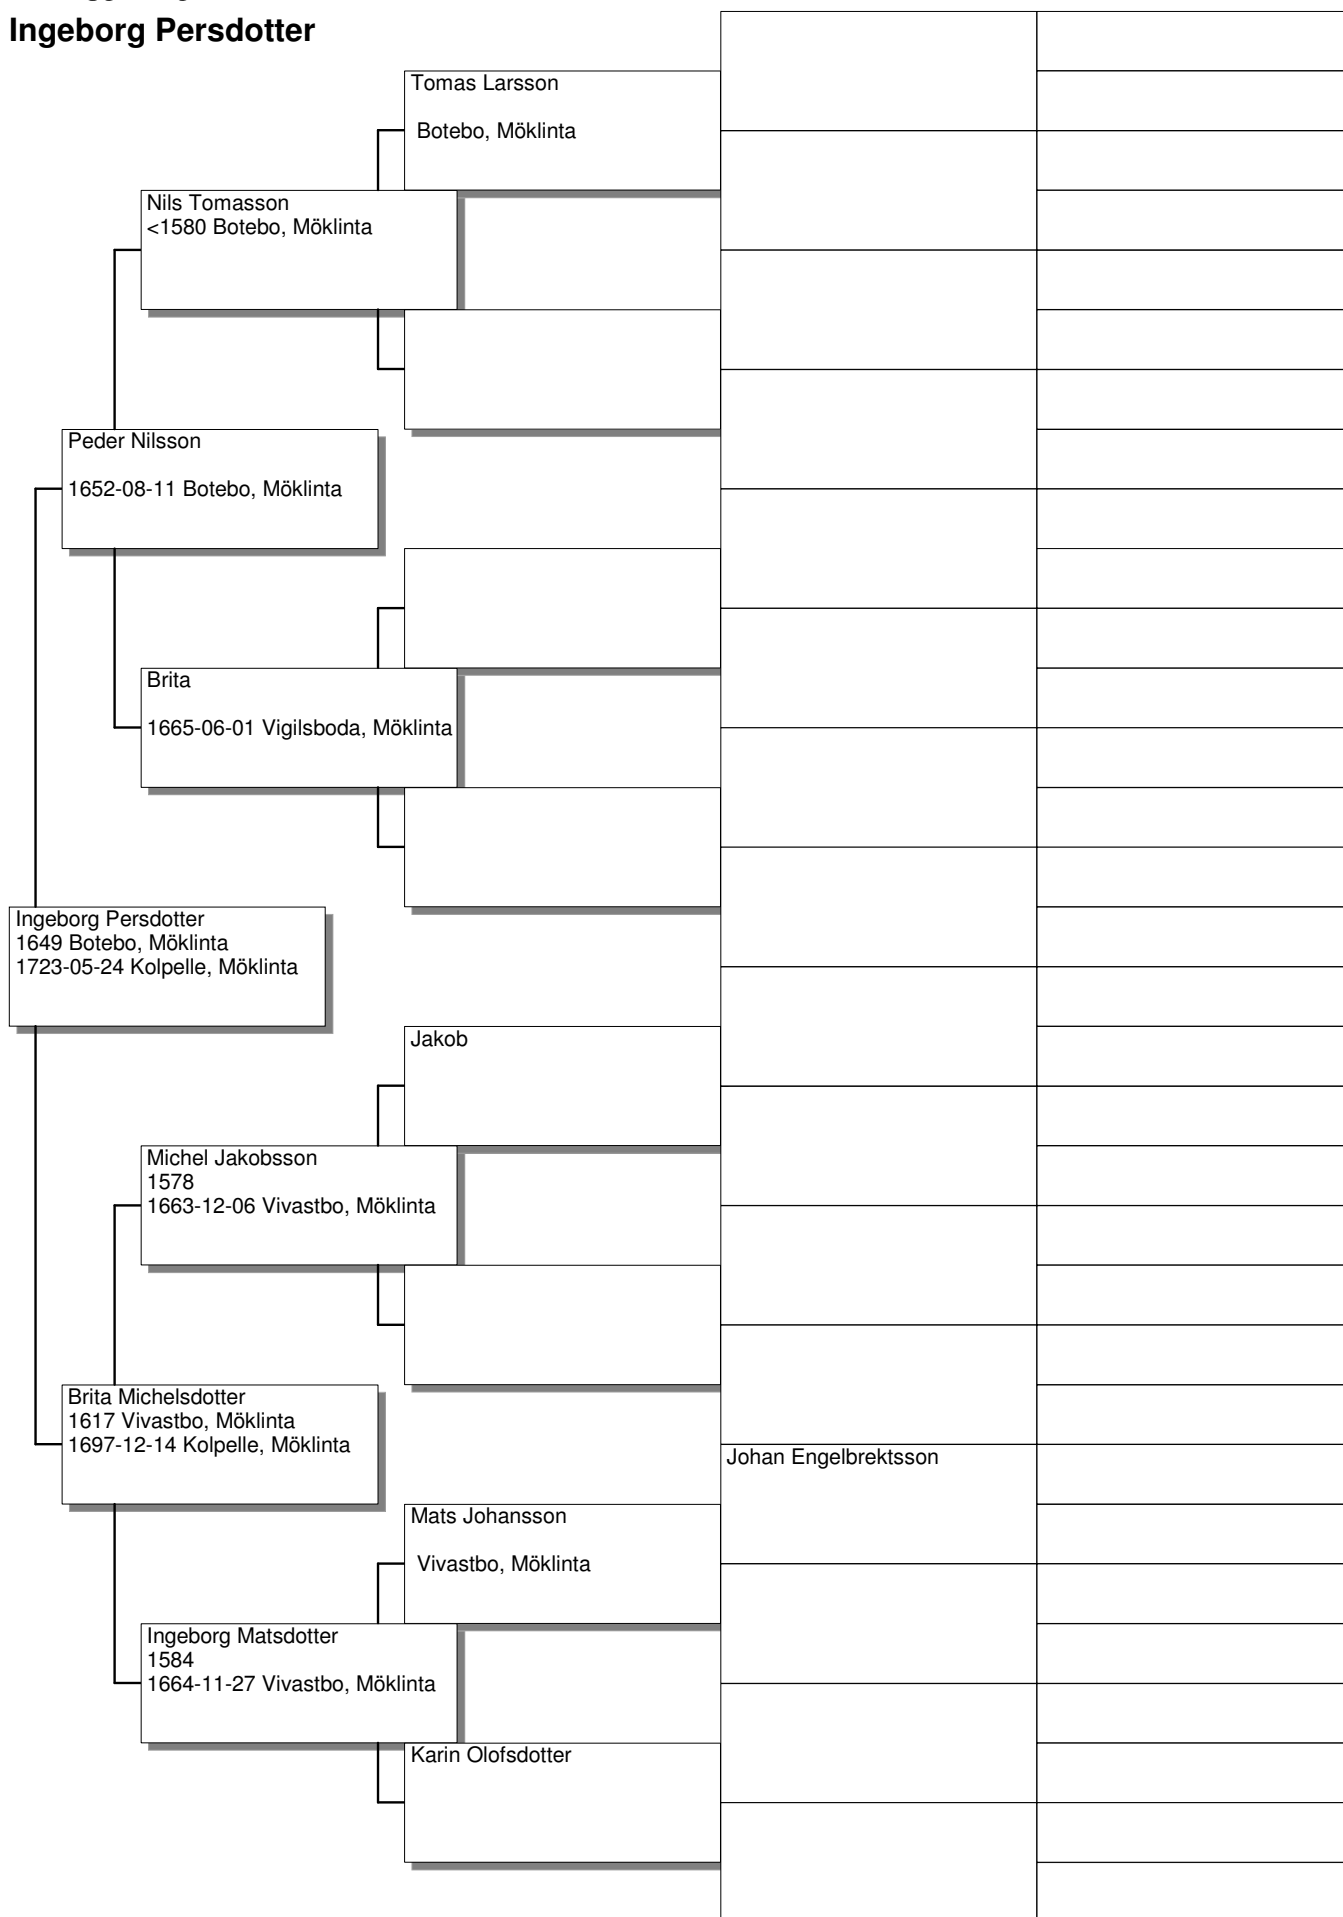 Ingeborg Persdotter
Tomas Larsson
Botebo, Möklinta
Nils Tomasson
<1580 Botebo, Möklinta
Peder Nilsson
1652-08-11 Botebo, Möklinta
Brita
1665-06-01 Vigilsboda, Möklinta
Ingeborg Persdotter
1649 Botebo, Möklinta
1723-05-24 Kolpelle, Möklinta
Jakob
Michel Jakobsson
1578
1663-12-06 Vivastbo, Möklinta
Brita Michelsdotter
1617 Vivastbo, Möklinta
1697-12-14 Kolpelle, Möklinta
Johan Engelbrektsson
Mats Johansson
Vivastbo, Möklinta
Ingeborg Matsdotter
1584
1664-11-27 Vivastbo, Möklinta
Karin Olofsdotter